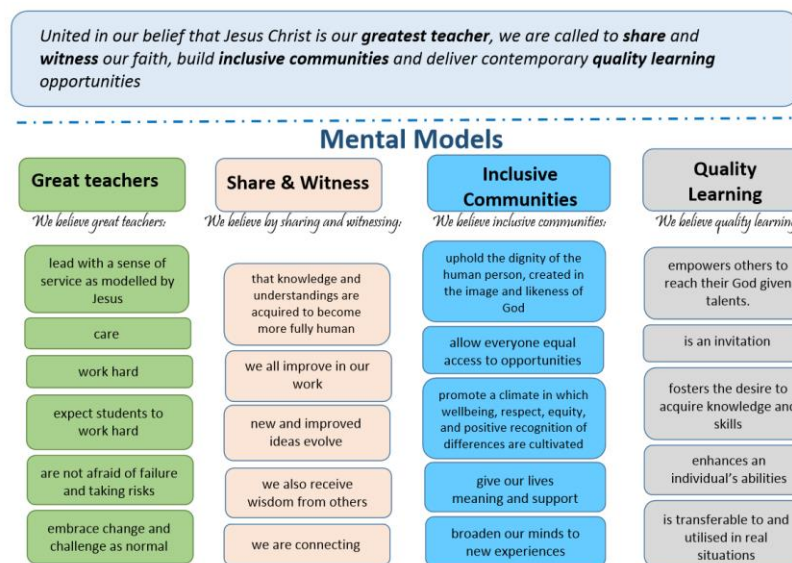 United in our belief that Jesus Christ is our greatest teacher, we are called to share and
witness our faith, build inclusive communities and deliver contemporary quality learning
opportunities
Mental Models
Great teachers
We believe great teachers:
lead with a sense of
service as modelled by
Jesus
care
work hard
expect students to
work hard
are not afraid of failure
and taking risks
embrace change and
challenge as normal
Share & Witness
We believe by sharing and witnessing:
that knowledge and
understandings are
acquired to become
more fully human
we all improve in our
work
new and improved
ideas evolve
we also receive
wisdom from others
we are connecting
Inclusive
Communities
We believe inclusive communities:
uphold the dignity of the
human person, created in
the image and likeness of
God
allow everyone equal
access to opportunities
promote a climate in which
wellbeing, respect, equity,
and positive recognition of
differences are cultivated
give our lives
meaning and support
broaden our minds to
new experiences
Quality
Learning
We believe quality learning
empowers others to
reach their God given
talents.
is an invitation
fosters the desire to
acquire knowledge and
skills
enhances an
individual's abilities
is transferable to and
utilised in real
situations